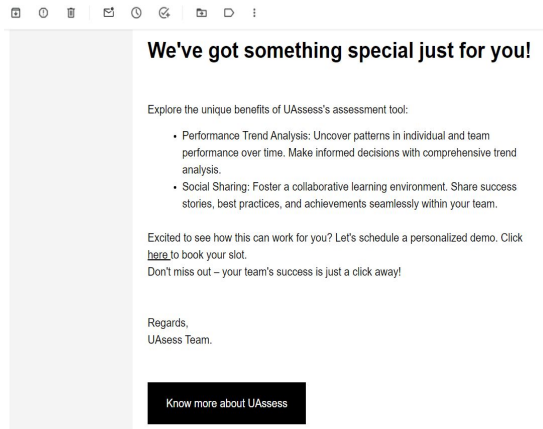 We've got something special just for you!
Explore the unique benefits of UAssess's assessment tool:
• Performance Trend Analysis: Uncover patterns in individual and team
performance over time. Make informed decisions with comprehensive trend
analysis.
• Social Sharing: Foster a collaborative learning environment. Share success
stories, best practices, and achievements seamlessly within your team.
Excited to see how this can work for you? Let's schedule a personalized demo. Click
here to book your slot.
Don't miss out – your team's success is just a click away!
Regards,
UAsess Team.
Know more about UAssess